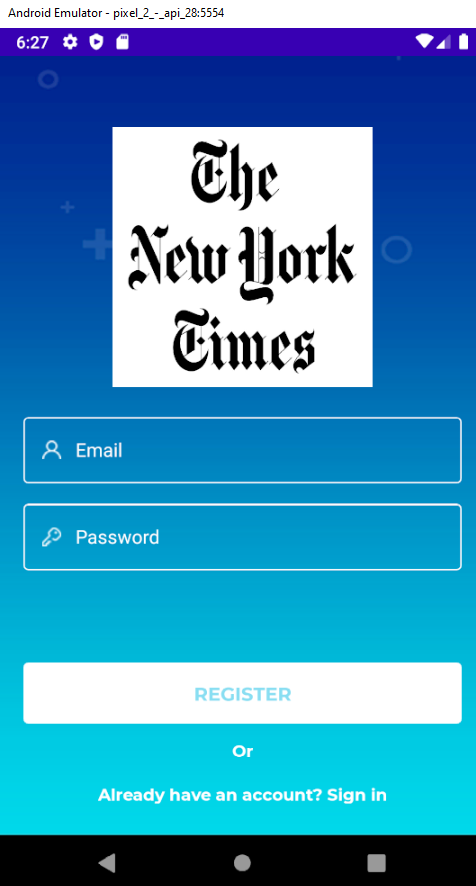 Android Emulator - pixel_2_-_api_28:5554
6:27
The
New York
Times
Email
Password
REGISTER
Or
Already have an account? Sign in